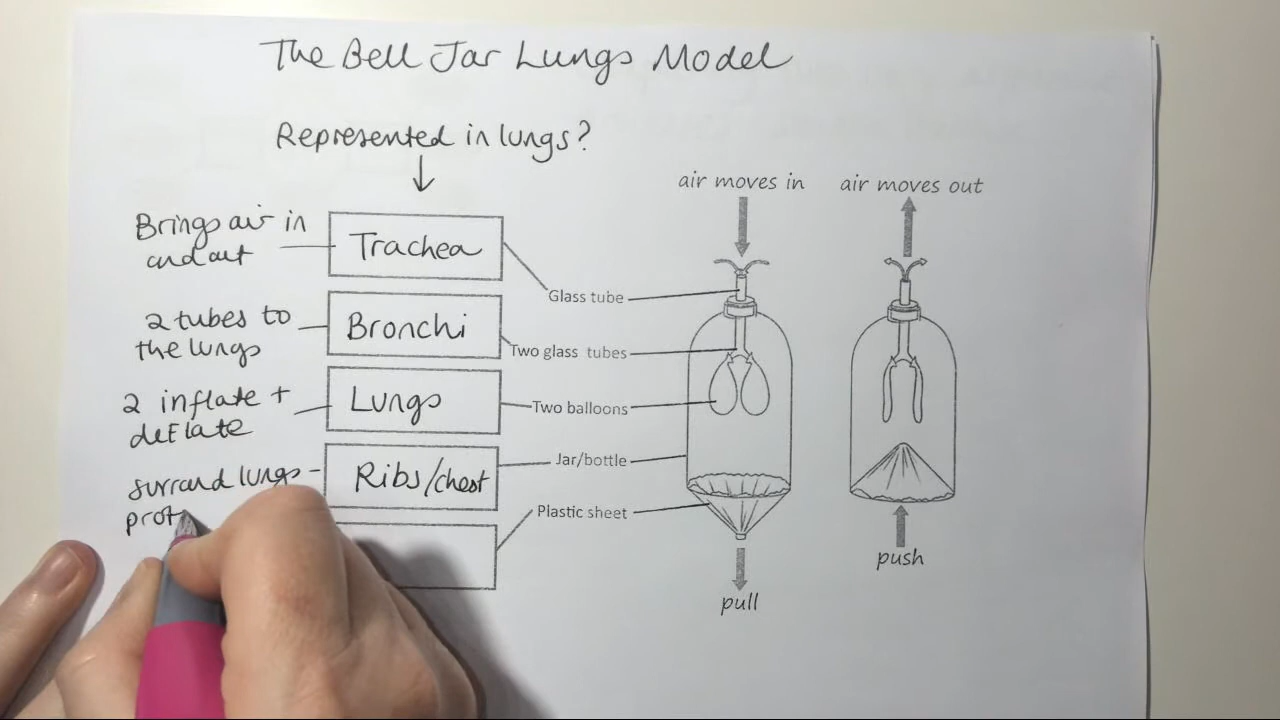 The Bell Jar Lungs Model
Represented in lungs?
air moves in
air moves out
Brings air in
and out
Trachea
Glass tube
2 tubes to
the lungs
Bronchi
Two glass tubes
2 inflate +
deflate
Lungs
Two balloons
surround lungs -
prot
Ribs/chest
Jar/bottle
Plastic sheet
push
pull